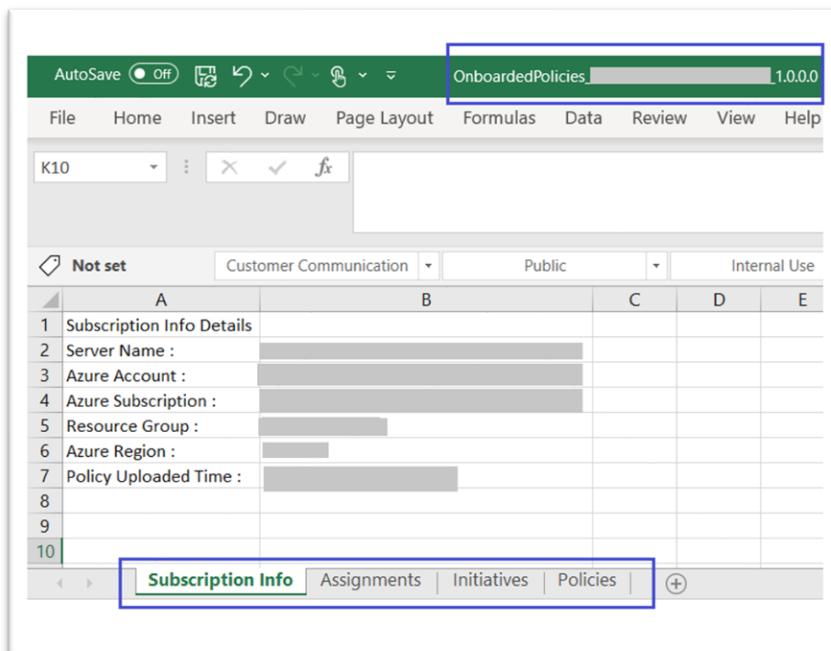 AutoSave Off OnboardedPolicies_ _1.0.0.0
File Home Insert Draw Page Layout Formulas Data Review View Help
K10 fx
Not set Customer Communication Public Internal Use
A B C D E
1 Subscription Info Details
2 Server Name :
3 Azure Account :
4 Azure Subscription :
5 Resource Group :
6 Azure Region :
7 Policy Uploaded Time :
8
9
10
Subscription Info Assignments Initiatives Policies